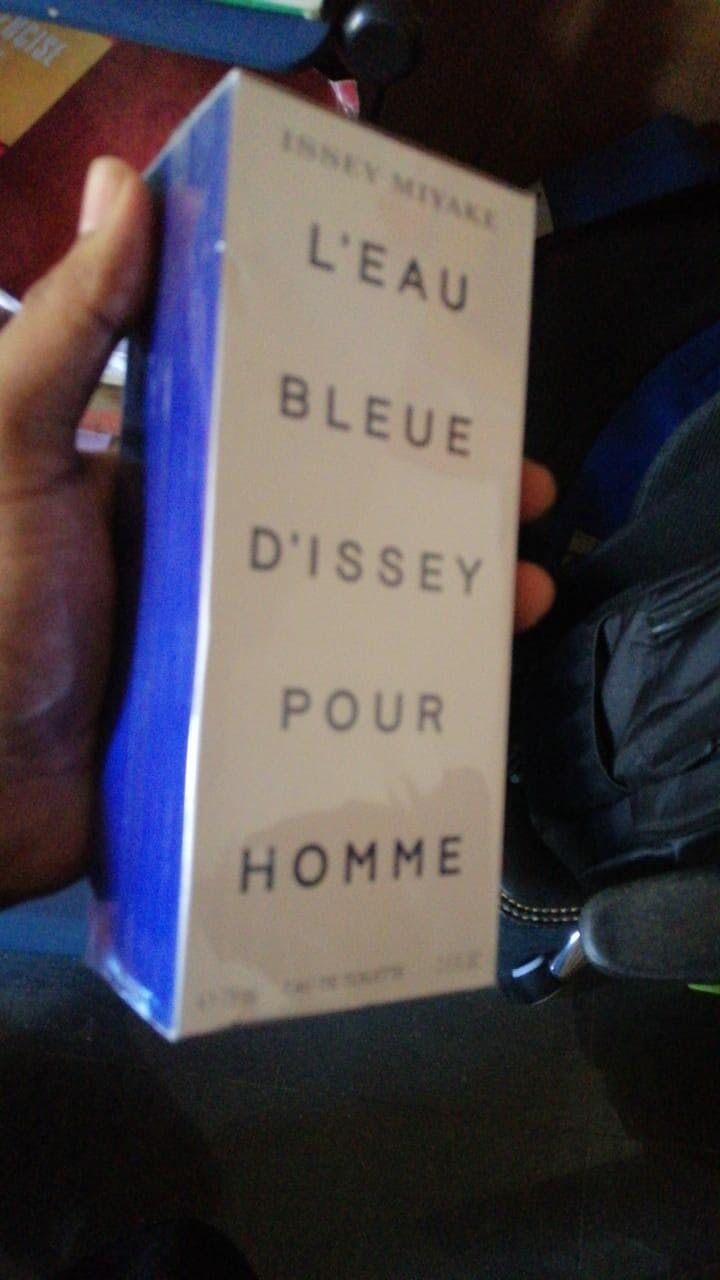 ISSEY MIYAKE
L'EAU
BLEUE
D'ISSEY
POUR
HOMME
EAU DE TOILETTE